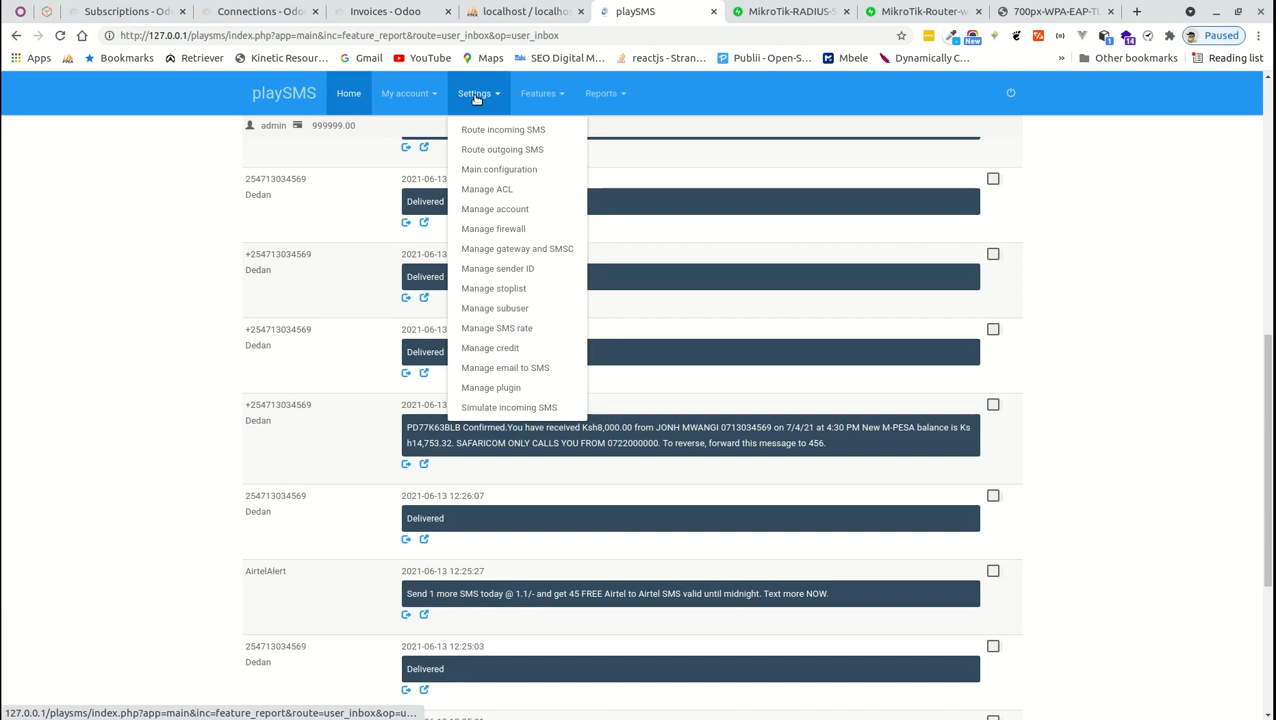 Subscriptions - Odoo
Connections - Odoo
Invoices - Odoo
localhost / localhos
playSMS
MikroTik-RADIUS-S
MikroTik-Router-w
700px-WPA-EAP-TL
http://127.0.0.1/playsms/index.php?app=main&inc=feature_report&route=user_inbox&op=user_inbox
New
1
14
Paused
Apps
Bookmarks
Retriever
Kinetic Resour...
Gmail
YouTube
Maps
SEO Digital M...
reactjs - Stran...
Publii - Open-S...
Mbele
Dynamically C...
»
Other bookmarks
Reading list
playSMS
Home
My account
Settings
Features
Reports
admin
999999.00
Route incoming SMS
Route outgoing SMS
Main configuration
Manage ACL
Manage account
Manage firewall
Manage gateway and SMSC
Manage sender ID
Manage stoplist
Manage subuser
Manage SMS rate
Manage credit
Manage email to SMS
Manage plugin
Simulate incoming SMS
254713034569
Dedan
2021-06-13
Delivered
+254713034569
Dedan
2021-06-13
Delivered
+254713034569
Dedan
2021-06-13
Delivered
+254713034569
Dedan
2021-06-13
PD77K63BLB Confirmed.You have received Ksh8,000.00 from JONH MWANGI 0713034569 on 7/4/21 at 4:30 PM New M-PESA balance is Ks
h14,753.32. SAFARICOM ONLY CALLS YOU FROM 0722000000. To reverse, forward this message to 456.
254713034569
Dedan
2021-06-13 12:26:07
Delivered
AirtelAlert
2021-06-13 12:25:27
Send 1 more SMS today @ 1.1/- and get 45 FREE Airtel to Airtel SMS valid until midnight. Text more NOW.
254713034569
Dedan
2021-06-13 12:25:03
Delivered
127.0.0.1/playsms/index.php?app=main&inc=feature_report&route=user_inbox&op=u...